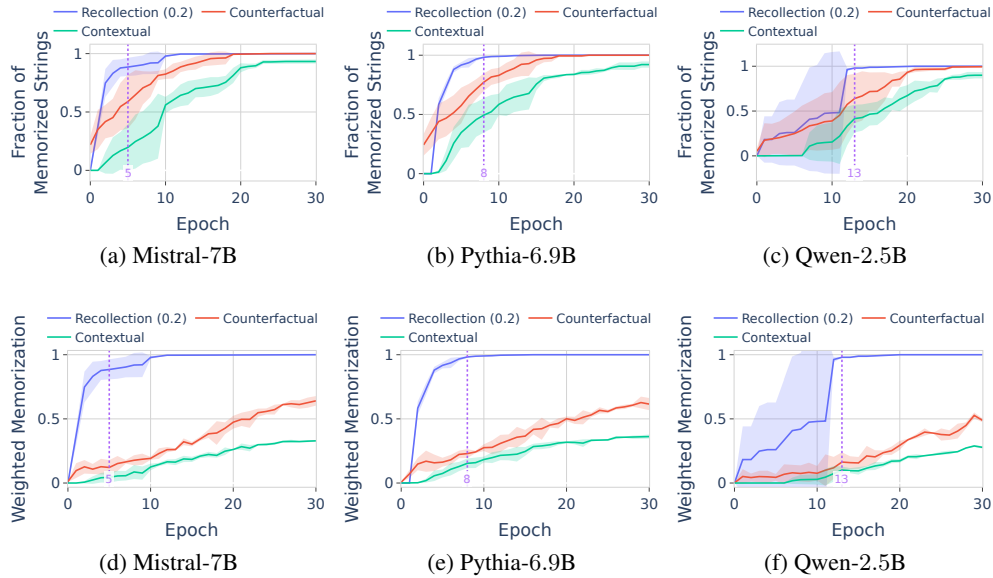 Recollection (0.2) Counterfactual
Contextual
Fraction of
Memorized Strings
1
0.5
0
5
0 10 20 30
Epoch
(a) Mistral-7B
Recollection (0.2) Counterfactual
Contextual
Fraction of
Memorized Strings
1
0.5
0
8
0 10 20 30
Epoch
(b) Pythia-6.9B
Recollection (0.2) Counterfactual
Contextual
Fraction of
Memorized Strings
1
0.5
0
13
0 10 20 30
Epoch
(c) Qwen-2.5B
Recollection (0.2) Counterfactual
Contextual
Weighted Memorization
1
0.5
0
5
0 10 20 30
Epoch
(d) Mistral-7B
Recollection (0.2) Counterfactual
Contextual
Weighted Memorization
1
0.5
0
8
0 10 20 30
Epoch
(e) Pythia-6.9B
Recollection (0.2) Counterfactual
Contextual
Weighted Memorization
1
0.5
0
13
0 10 20 30
Epoch
(f) Qwen-2.5B